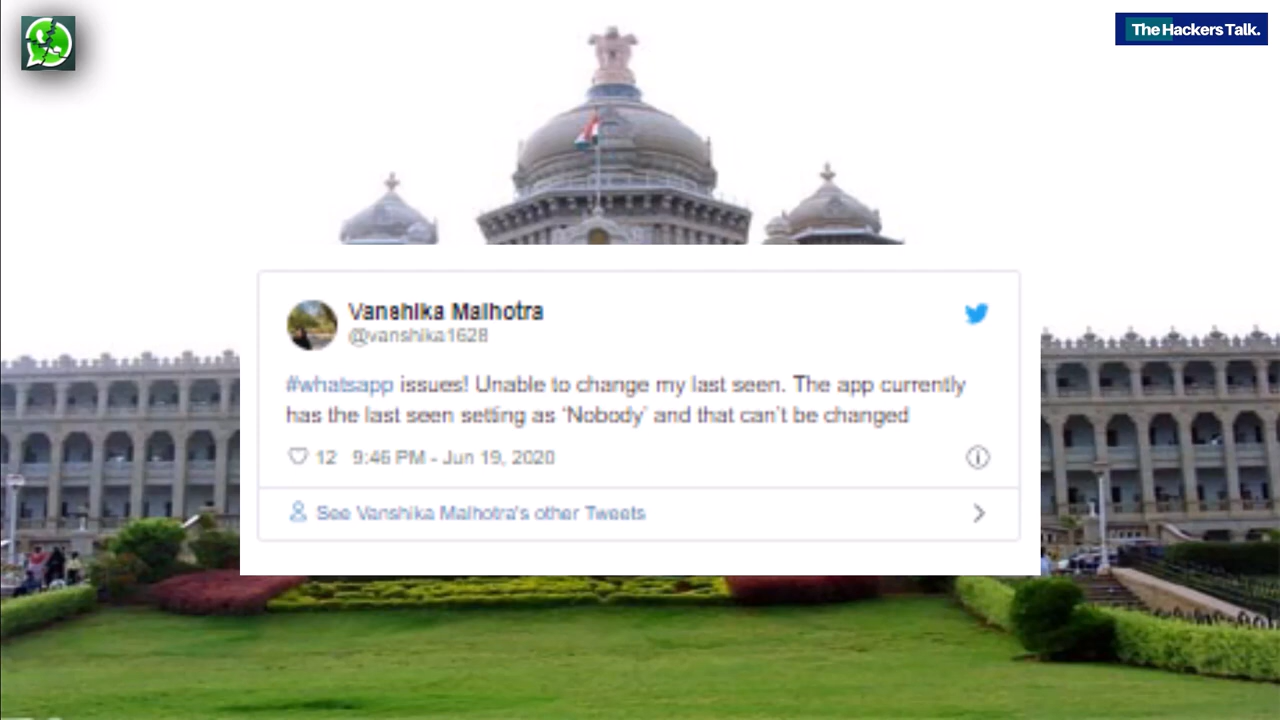 The Hackers Talk.
Vanshika Malhotra
@vanshika1628
#whatsapp issues! Unable to change my last seen. The app currently
has the last seen setting as ‘Nobody’ and that can’t be changed
12 9:46 PM - Jun 19, 2020
See Vanshika Malhotra's other Tweets